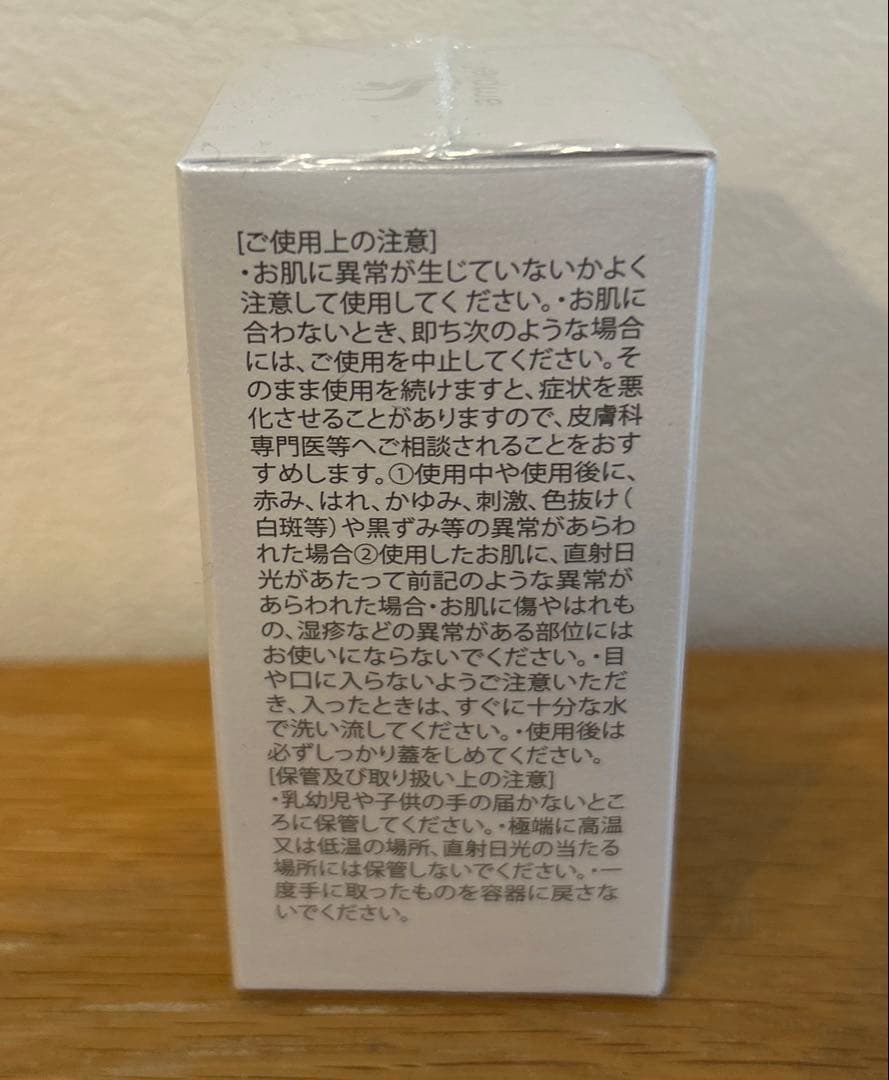 [ご使用上の注意]
・お肌に異常が生じていないかよく
注意して使用してください。・お肌に
合わないとき、即ち次のような場合
には、ご使用を中止してください。そ
のまま使用を続けますと、症状を悪
化させることがありますので、皮膚科
専門医等へご相談されることをおす
すめします。①使用中や使用後に、
赤み、はれ、かゆみ、刺激、色抜け(
白斑等)や黒ずみ等の異常があらわ
れた場合②使用したお肌に、直射日
光があたって前記のような異常が
あらわれた場合・お肌に傷やはれも
の、湿疹などの異常がある部位には
お使いにならないでください。・目
や口に入らないようご注意いただ
き、入ったときは、すぐに十分な水
で洗い流してください。・使用後は
必ずしっかり蓋をしめてください。
[保管及び取り扱い上の注意]
・乳幼児や子供の手の届かないとこ
ろに保管してください。・極端に高温
又は低温の場所、直射日光の当たる
場所には保管しないでください。・一
度手に取ったものを容器に戻さな
いでください。